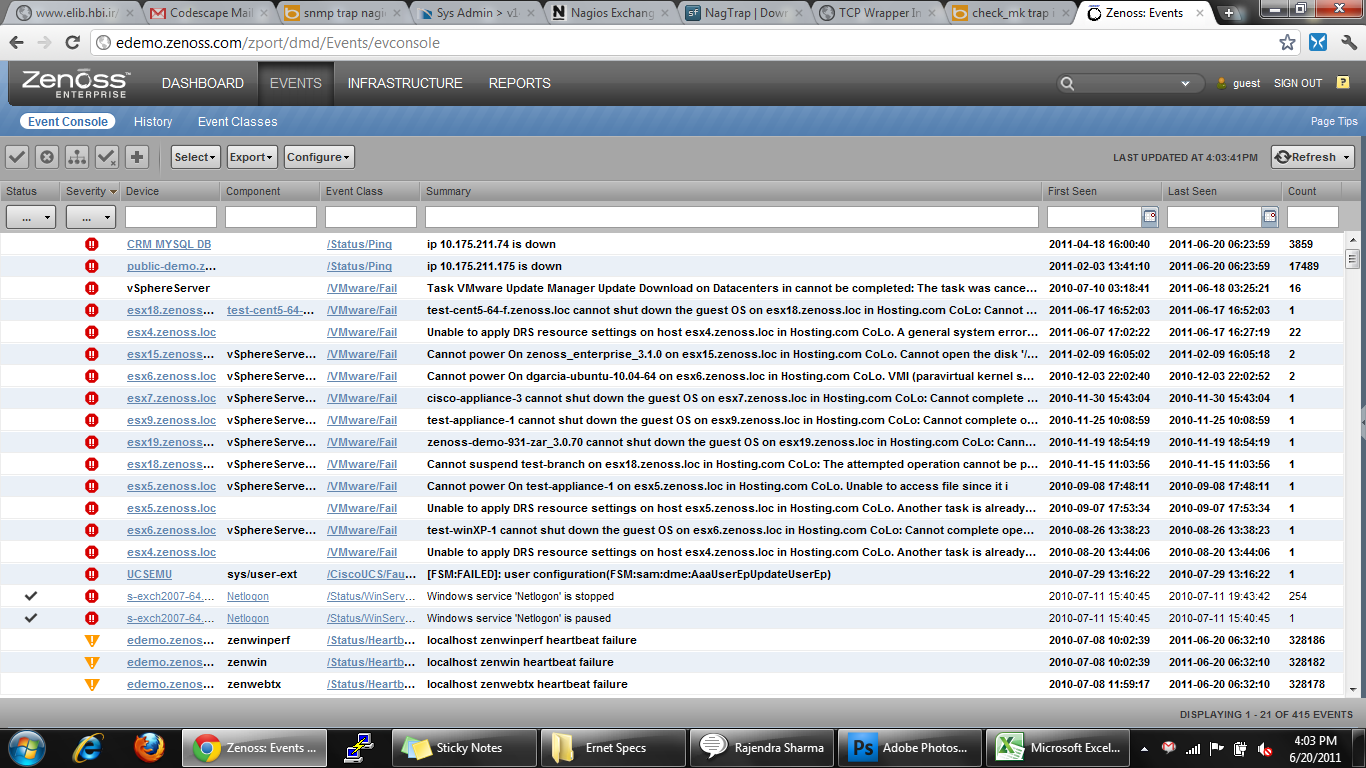 www.elib.hbi.ir/
Codescape Mail
snmp trap nagi
Sys Admin > v1
Nagios Exchang
NagTrap | Down
TCP Wrapper In
check_mk trap i
Zenoss: Events
edemo.zenoss.com/zport/dmd/Events/evconsole
Zenoss ENTERPRISE DASHBOARD EVENTS INFRASTRUCTURE REPORTS guest SIGN OUT ?
Event Console History Event Classes Page Tips
Select Export Configure LAST UPDATED AT 4:03:41PM Refresh
Status Severity Device Component Event Class Summary First Seen Last Seen Count
... ...
CRM MYSQL DB /Status/Ping ip 10.175.211.74 is down 2011-04-18 16:00:40 2011-06-20 06:23:59 3859
public-demo.z... /Status/Ping ip 10.175.211.175 is down 2011-02-03 13:41:10 2011-06-20 06:23:59 17489
vSphereServer /VMware/Fail Task VMware Update Manager Update Download on Datacenters in cannot be completed: The task was cance... 2010-07-10 03:18:41 2011-06-18 03:25:21 16
esx18.zenoss... test-cent5-64-... /VMware/Fail test-cent5-64-f.zenoss.loc cannot shut down the guest OS on esx18.zenoss.loc in Hosting.com CoLo: Cannot ... 2011-06-17 16:52:03 2011-06-17 16:52:03 1
esx4.zenoss.loc /VMware/Fail Unable to apply DRS resource settings on host esx4.zenoss.loc in Hosting.com CoLo. A general system error... 2011-06-07 17:02:22 2011-06-17 16:27:19 22
esx15.zenoss... vSphereServe... /VMware/Fail Cannot power On zenoss_enterprise_3.1.0 on esx15.zenoss.loc in Hosting.com CoLo. Cannot open the disk '/... 2011-02-09 16:05:02 2011-02-09 16:05:18 2
esx6.zenoss.loc vSphereServe... /VMware/Fail Cannot power On dgarcia-ubuntu-10.04-64 on esx6.zenoss.loc in Hosting.com CoLo. VMI (paravirtual kernel s... 2010-12-03 22:02:40 2010-12-03 22:02:52 2
esx7.zenoss.loc vSphereServe... /VMware/Fail cisco-appliance-3 cannot shut down the guest OS on esx7.zenoss.loc in Hosting.com CoLo: Cannot complete ... 2010-11-30 15:43:04 2010-11-30 15:43:04 1
esx9.zenoss.loc vSphereServe... /VMware/Fail test-appliance-1 cannot shut down the guest OS on esx9.zenoss.loc in Hosting.com CoLo: Cannot complete o... 2010-11-25 10:08:59 2010-11-25 10:08:59 1
esx19.zenoss... vSphereServe... /VMware/Fail zenoss-demo-931-zar_3.0.70 cannot shut down the guest OS on esx19.zenoss.loc in Hosting.com CoLo: Cann... 2010-11-19 18:54:19 2010-11-19 18:54:19 1
esx18.zenoss... vSphereServe... /VMware/Fail Cannot suspend test-branch on esx18.zenoss.loc in Hosting.com CoLo: The attempted operation cannot be p... 2010-11-15 11:03:56 2010-11-15 11:03:56 1
esx5.zenoss.loc vSphereServe... /VMware/Fail Cannot power On test-appliance-1 on esx5.zenoss.loc in Hosting.com CoLo. Unable to access file since it i 2010-09-08 17:48:11 2010-09-08 17:48:11 1
esx5.zenoss.loc /VMware/Fail Unable to apply DRS resource settings on host esx5.zenoss.loc in Hosting.com CoLo. Another task is already... 2010-09-07 17:53:34 2010-09-07 17:53:34 1
esx6.zenoss.loc vSphereServe... /VMware/Fail test-winXP-1 cannot shut down the guest OS on esx6.zenoss.loc in Hosting.com CoLo: Cannot complete ope... 2010-08-26 13:38:23 2010-08-26 13:38:23 1
esx4.zenoss.loc /VMware/Fail Unable to apply DRS resource settings on host esx4.zenoss.loc in Hosting.com CoLo. Another task is already... 2010-08-20 13:44:06 2010-08-20 13:44:06 1
UCSEMU sys/user-ext /CiscoUCS/Fau... [FSM:FAILED]: user configuration(FSM:sam:dme:AaaUserEpUpdateUserEp) 2010-07-29 13:16:22 2010-07-29 13:16:22 1
s-exch2007-64.... Netlogon /Status/WinServ... Windows service 'Netlogon' is stopped 2010-07-11 15:40:45 2010-07-11 19:43:42 254
s-exch2007-64.... Netlogon /Status/WinServ... Windows service 'Netlogon' is paused 2010-07-11 15:40:45 2010-07-11 15:40:45 1
edemo.zenos... zenwinperf /Status/Heartb... localhost zenwinperf heartbeat failure 2010-07-08 10:02:39 2011-06-20 06:32:10 328186
edemo.zenos... zenwin /Status/Heartb... localhost zenwin heartbeat failure 2010-07-08 10:02:39 2011-06-20 06:32:10 328182
edemo.zenos... zenwebtx /Status/Heartb... localhost zenwebtx heartbeat failure 2010-07-08 11:59:17 2011-06-20 06:32:10 328178
DISPLAYING 1 - 21 OF 415 EVENTS
Zenoss: Events ... Sticky Notes Ernet Specs Rajendra Sharma Adobe Photos... Microsoft Excel... 4:03 PM
6/20/2011